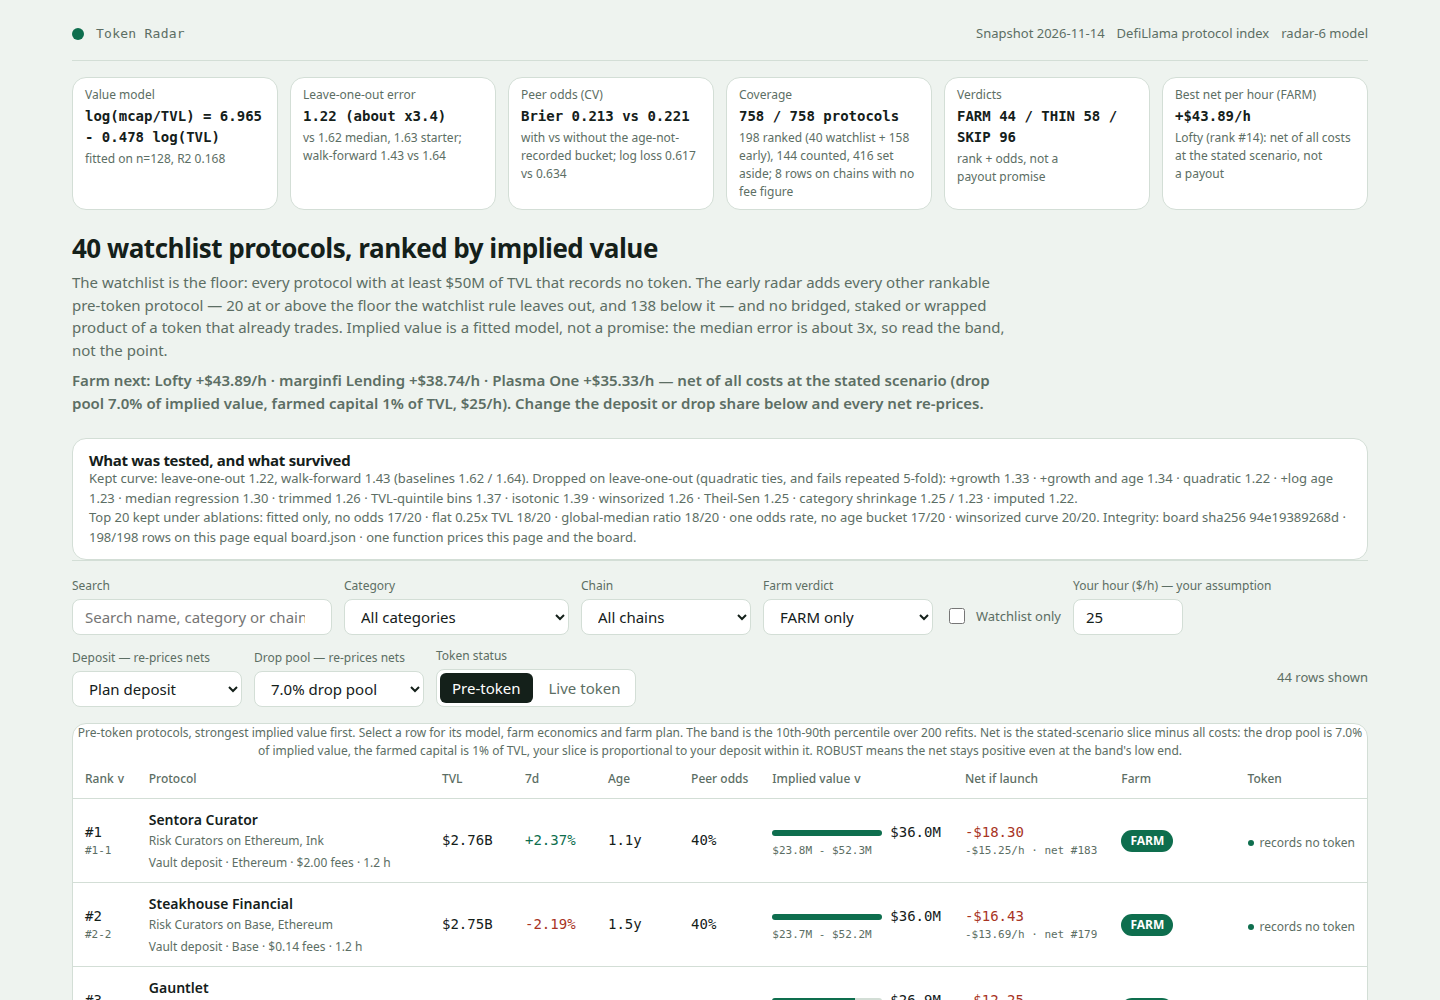 Token Radar
Snapshot 2026-11-14 DefiLlama protocol index radar-6 model
Value model
log(mcap/TVL) = 6.965
- 0.478 log(TVL)
fitted on n=128, R2 0.168
Leave-one-out error
1.22 (about x3.4)
vs 1.62 median, 1.63 starter;
walk-forward 1.43 vs 1.64
Peer odds (CV)
Brier 0.213 vs 0.221
with vs without the age-not-
recorded bucket; log loss 0.617
vs 0.634
Coverage
758 / 758 protocols
198 ranked (40 watchlist + 158
early), 144 counted, 416 set
aside; 8 rows on chains with no
fee figure
Verdicts
FARM 44 / THIN 58 /
SKIP 96
rank + odds, not a
payout promise
Best net per hour (FARM)
+$43.89/h
Lofty (rank #14): net of all costs
at the stated scenario, not
a payout
40 watchlist protocols, ranked by implied value
The watchlist is the floor: every protocol with at least $50M of TVL that records no token. The early radar adds every other rankable
pre-token protocol — 20 at or above the floor the watchlist rule leaves out, and 138 below it — and no bridged, staked or wrapped
product of a token that already trades. Implied value is a fitted model, not a promise: the median error is about 3x, so read the band,
not the point.
Farm next: Lofty +$43.89/h · marginfi Lending +$38.74/h · Plasma One +$35.33/h — net of all costs at the stated scenario (drop
pool 7.0% of implied value, farmed capital 1% of TVL, $25/h). Change the deposit or drop share below and every net re-prices.
What was tested, and what survived
Kept curve: leave-one-out 1.22, walk-forward 1.43 (baselines 1.62 / 1.64). Dropped on leave-one-out (quadratic ties, and fails repeated 5-fold): +growth 1.33 · +growth and age 1.34 · quadratic 1.22 · +log age
1.23 · median regression 1.30 · trimmed 1.26 · TVL-quintile bins 1.37 · isotonic 1.39 · winsorized 1.26 · Theil-Sen 1.25 · category shrinkage 1.25 / 1.23 · imputed 1.22.
Top 20 kept under ablations: fitted only, no odds 17/20 · flat 0.25x TVL 18/20 · global-median ratio 18/20 · one odds rate, no age bucket 17/20 · winsorized curve 20/20. Integrity: board sha256 94e19389268d ·
198/198 rows on this page equal board.json · one function prices this page and the board.
Search
Search name, category or chain
Category
All categories
Chain
All chains
Farm verdict
FARM only
Watchlist only
Your hour ($/h) — your assumption
25
Deposit — re-prices nets
Plan deposit
Drop pool — re-prices nets
7.0% drop pool
Token status
Pre-token Live token
44 rows shown
Pre-token protocols, strongest implied value first. Select a row for its model, farm economics and farm plan. The band is the 10th-90th percentile over 200 refits. Net is the stated-scenario slice minus all costs: the drop pool is 7.0%
of implied value, the farmed capital is 1% of TVL, your slice is proportional to your deposit within it. ROBUST means the net stays positive even at the band's low end.
Rank v Protocol TVL 7d Age Peer odds Implied value v Net if launch Farm Token
#1
#1-1
Sentora Curator
Risk Curators on Ethereum, Ink
Vault deposit · Ethereum · $2.00 fees · 1.2 h
$2.76B +2.37% 1.1y 40% $36.0M
$23.8M - $52.3M
-$18.30
-$15.25/h · net #183
FARM
records no token
#2
#2-2
Steakhouse Financial
Risk Curators on Base, Ethereum
Vault deposit · Base · $0.14 fees · 1.2 h
$2.75B -2.19% 1.5y 40% $36.0M
$23.7M - $52.2M
-$16.43
-$13.69/h · net #179
FARM
records no token
#3
Gauntlet
$26.9M
-$12.25